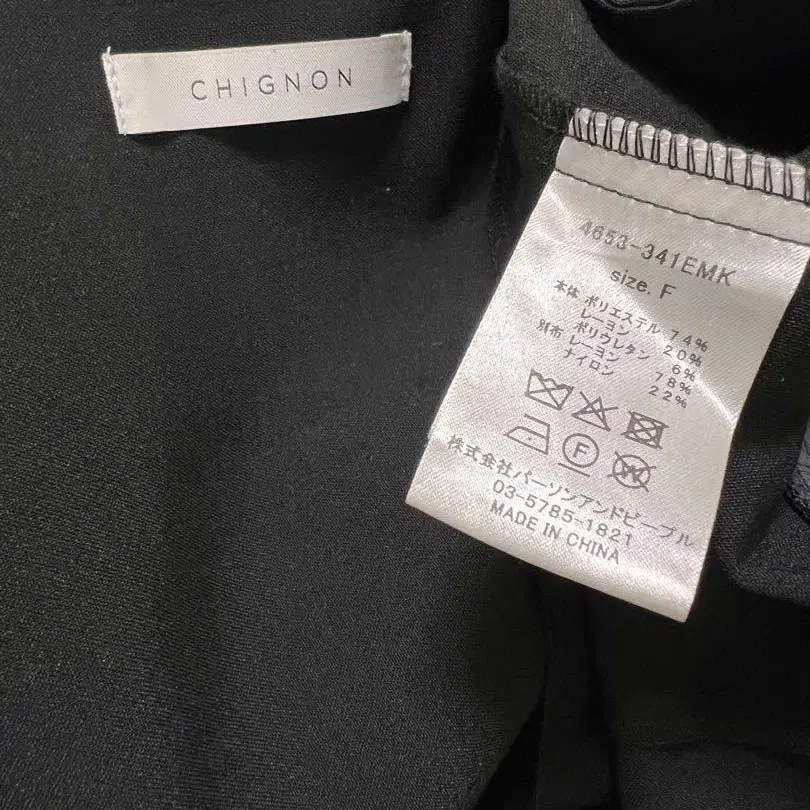 CHIGNON
4653-341EMK
size. F
本体 ポリエステル 74%
レーヨン 20%
ポリウレタン 6%
別布 レーヨン 78%
ナイロン 22%
F
W
株式会社パーソンアンドピープル
03-5785-1821
MADE IN CHINA